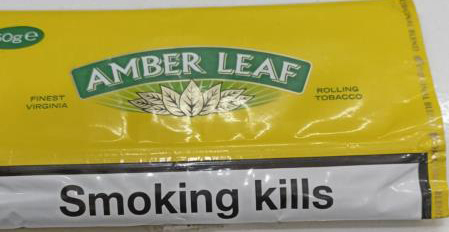 50g e
AMBER LEAF
FINEST
VIRGINIA
ROLLING
TOBACCO
Smoking kills